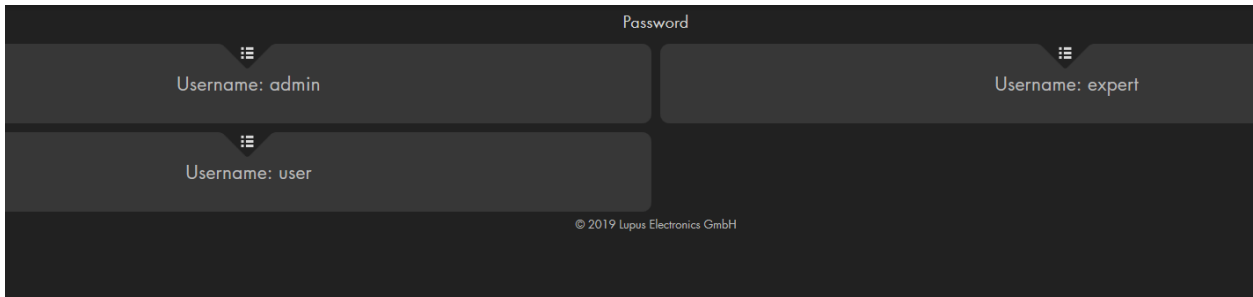 Password
Username: admin
Username: expert
Username: user
© 2019 Lupus Electronics GmbH